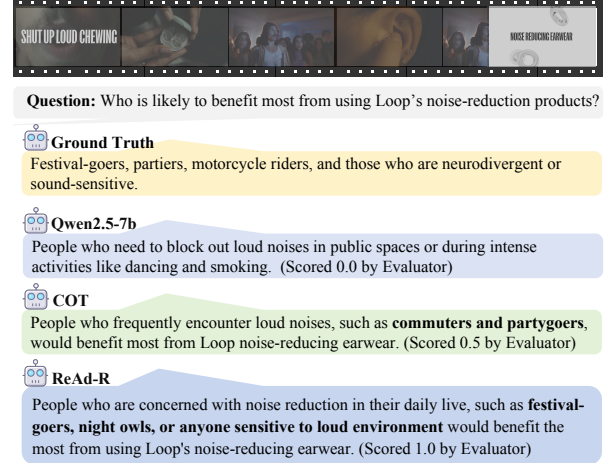 SHUT UP LOUD CHEWING
NOISE REDUCING EARWEAR
Question: Who is likely to benefit most from using Loop's noise-reduction products?
Ground Truth
Festival-goers, partiers, motorcycle riders, and those who are neurodivergent or
sound-sensitive.
Qwen2.5-7b
People who need to block out loud noises in public spaces or during intense
activities like dancing and smoking. (Scored 0.0 by Evaluator)
COT
People who frequently encounter loud noises, such as commuters and partygoers,
would benefit most from Loop noise-reducing earwear. (Scored 0.5 by Evaluator)
ReAd-R
People who are concerned with noise reduction in their daily live, such as festival-
goers, night owls, or anyone sensitive to loud environment would benefit the
most from using Loop's noise-reducing earwear. (Scored 1.0 by Evaluator)